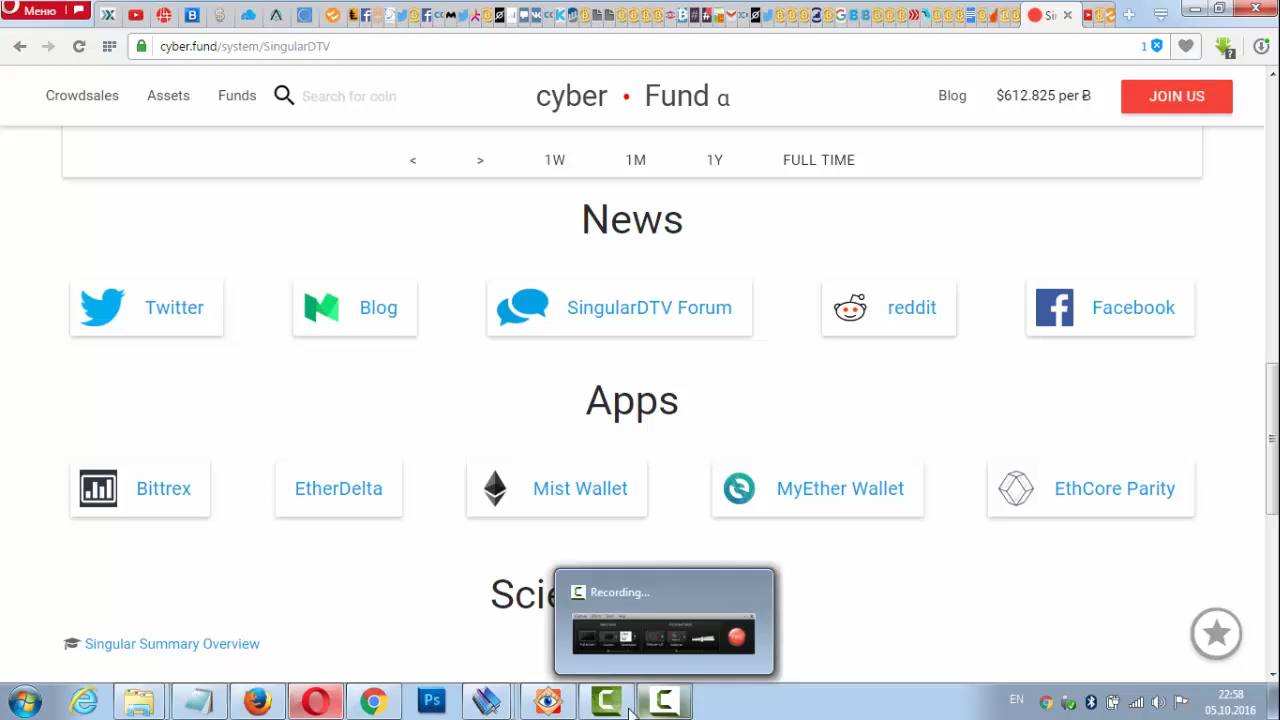 Меню
cyber.fund/system/SingularDTV
1
Crowdsales
Assets
Funds
Search for coin
cyber • Fund α
Blog
$612.825 per Ƀ
JOIN US
<
>
1W
1M
1Y
FULL TIME
News
Twitter
Blog
SingularDTV Forum
reddit
Facebook
Apps
Bittrex
EtherDelta
Mist Wallet
MyEther Wallet
EthCore Parity
Recording...
Singular Summary Overview
Ps
EN
22:58
05.10.2016